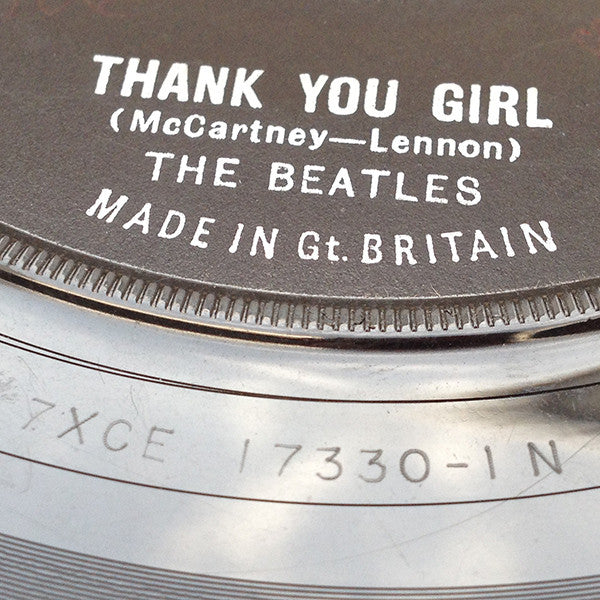 THANK YOU GIRL
(McCartney—Lennon)
THE BEATLES
MADE IN Gt. BRITAIN
7XCE 17330-1N